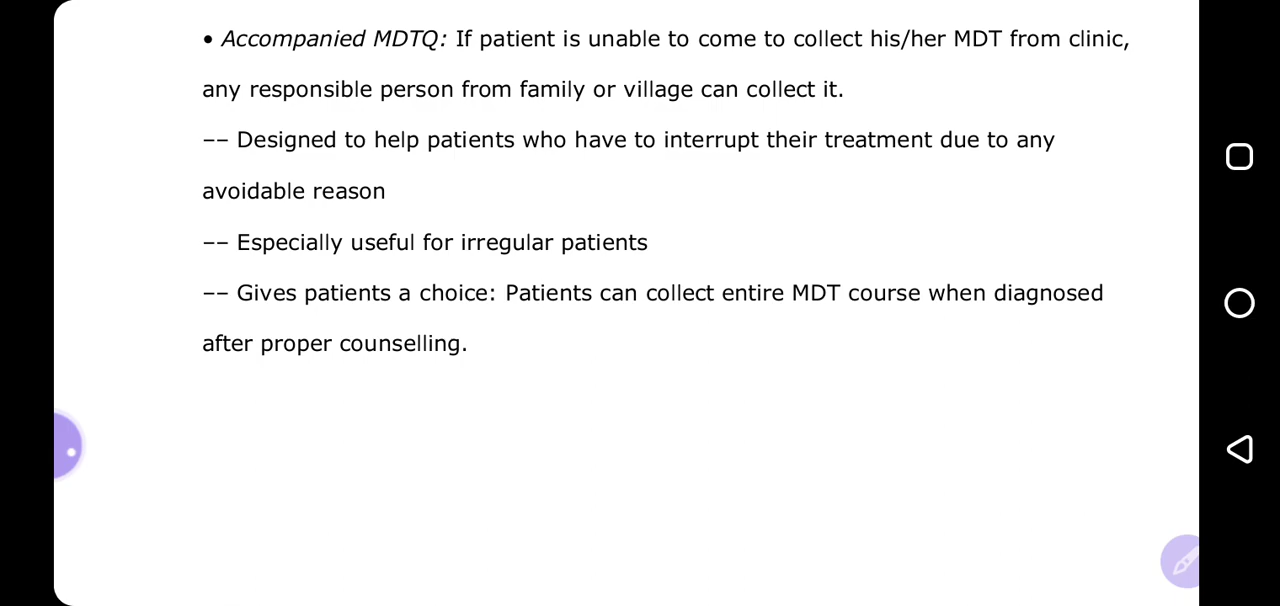 • Accompanied MDTQ: If patient is unable to come to collect his/her MDT from clinic,
any responsible person from family or village can collect it.
–– Designed to help patients who have to interrupt their treatment due to any
avoidable reason
–– Especially useful for irregular patients
–– Gives patients a choice: Patients can collect entire MDT course when diagnosed
after proper counselling.